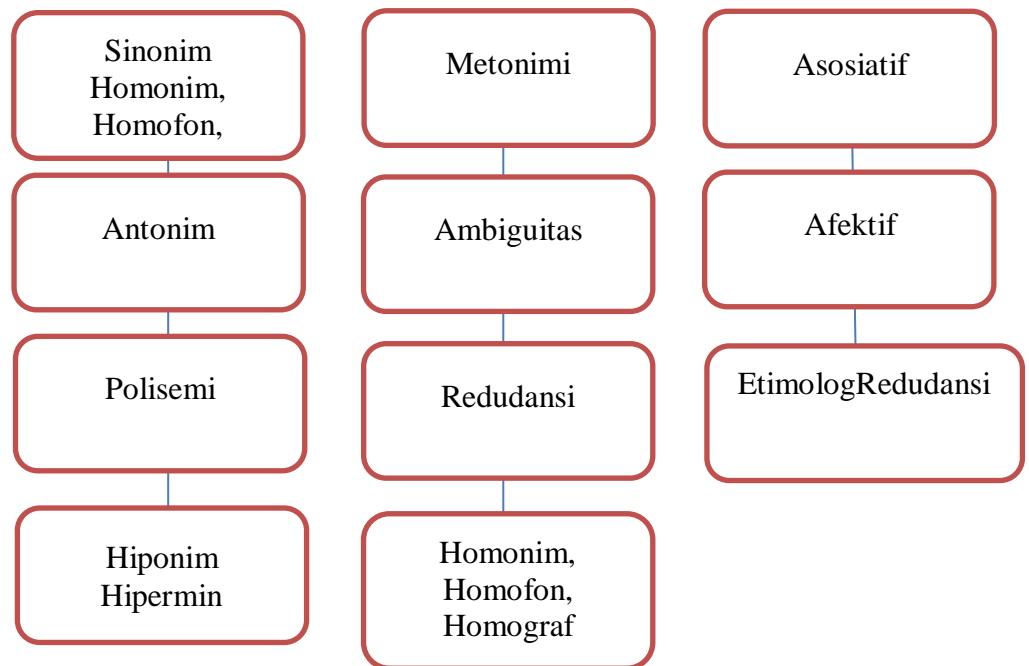 Sinonim
Homonim,
Homofon,
Antonim
Polisemi
Hiponim
Hipermin
Metonimi
Ambiguitas
Redudansi
Homonim,
Homofon,
Homograf
Asosiatif
Afektif
EtimologRedudansi